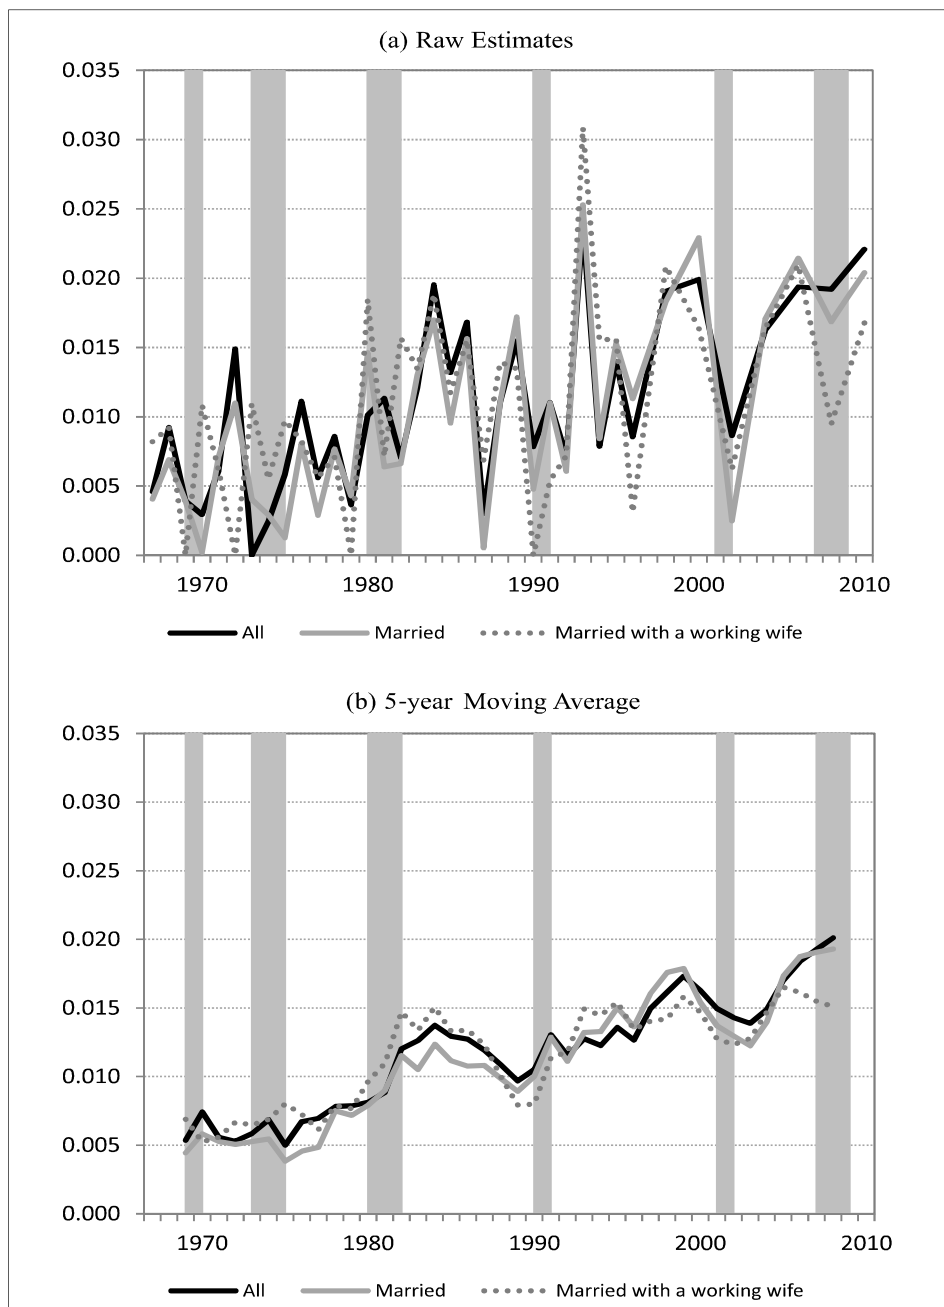 (a) Raw Estimates
0.035
0.030
0.025
0.020
0.015
0.010
0.005
0.000
1970 1980 1990 2000 2010
All Married Married with a working wife
(b) 5-year Moving Average
0.035
0.030
0.025
0.020
0.015
0.010
0.005
0.000
1970 1980 1990 2000 2010
All Married Married with a working wife